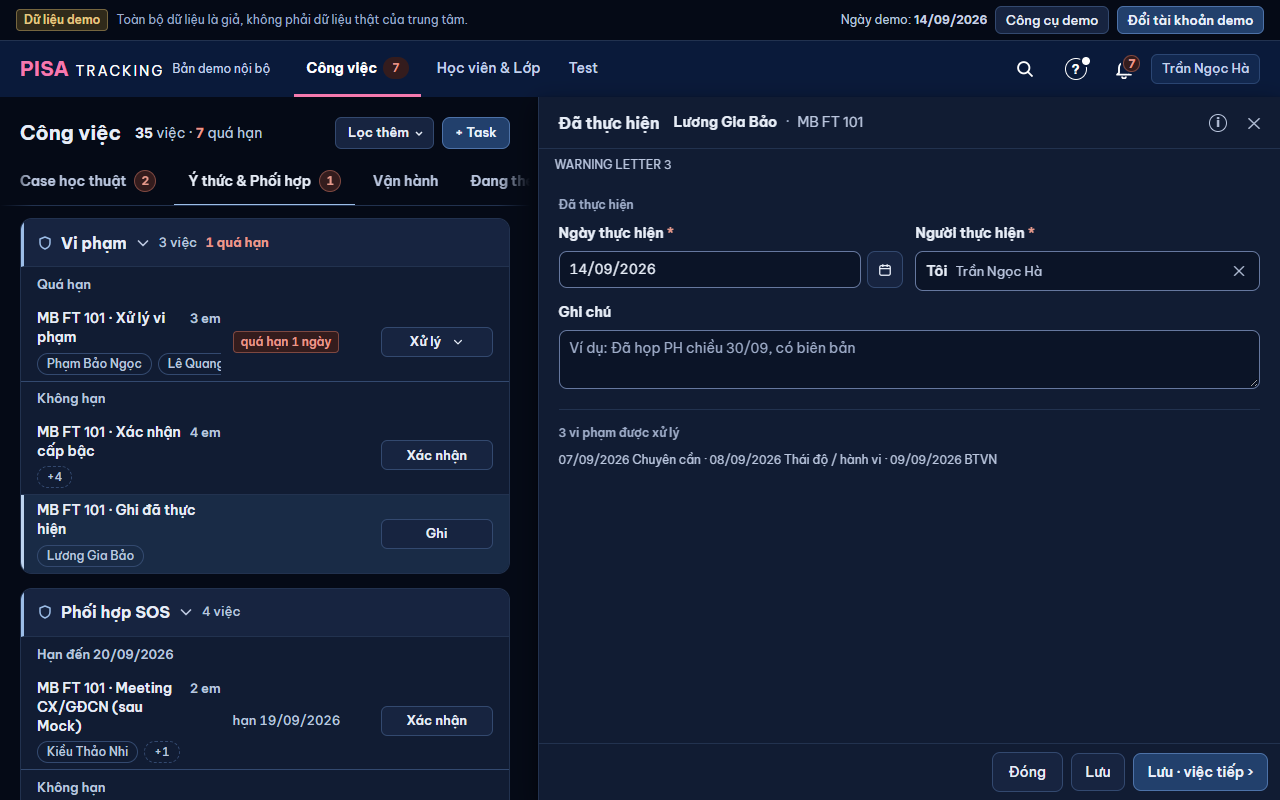 Dữ liệu demo Toàn bộ dữ liệu là giả, không phải dữ liệu thật của trung tâm.
Ngày demo: 14/09/2026 Công cụ demo Đổi tài khoản demo
PISA TRACKING Bản demo nội bộ Công việc 7 Học viên & Lớp Test
? 7 Trần Ngọc Hà
Công việc 35 việc · 7 quá hạn Lọc thêm + Task
Case học thuật 2 Ý thức & Phối hợp 1 Vận hành Đang
Vi phạm 3 việc 1 quá hạn
Quá hạn
MB FT 101 · Xử lý vi phạm 3 em
quá hạn 1 ngày Xử lý
Phạm Bảo Ngọc Lê Quang
Không hạn
MB FT 101 · Xác nhận cấp bậc 4 em
Xác nhận
+4
MB FT 101 · Ghi đã thực hiện
Ghi
Lương Gia Bảo
Phối hợp SOS 4 việc
Hạn đến 20/09/2026
MB FT 101 · Meeting CX/GĐCN (sau Mock) 2 em
hạn 19/09/2026 Xác nhận
Kiều Thảo Nhi +1
Không hạn
Đã thực hiện Lương Gia Bảo · MB FT 101
WARNING LETTER 3
Đã thực hiện
Ngày thực hiện * Người thực hiện *
14/09/2026 Tôi Trần Ngọc Hà
Ghi chú
Ví dụ: Đã họp PH chiều 30/09, có biên bản
3 vi phạm được xử lý
07/09/2026 Chuyên cần · 08/09/2026 Thái độ / hành vi · 09/09/2026 BTVN
Đóng Lưu Lưu · việc tiếp ›